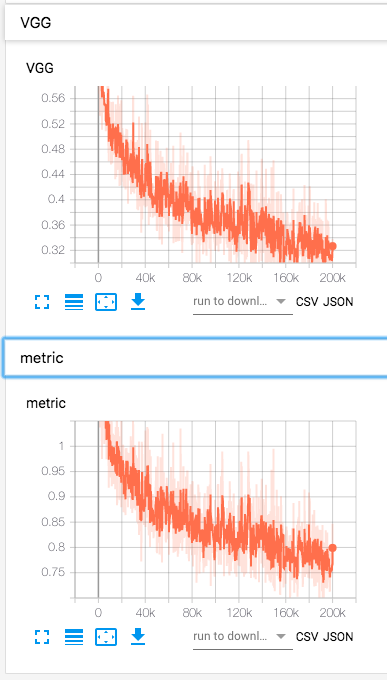 VGG
VGG
0.56
0.52
0.48
0.44
0.4
0.36
0.32
0 40k 80k 120k 160k 200k
run to downl... CSV JSON
metric
metric
1
0.95
0.9
0.85
0.8
0.75
0 40k 80k 120k 160k 200k
run to downl... CSV JSON